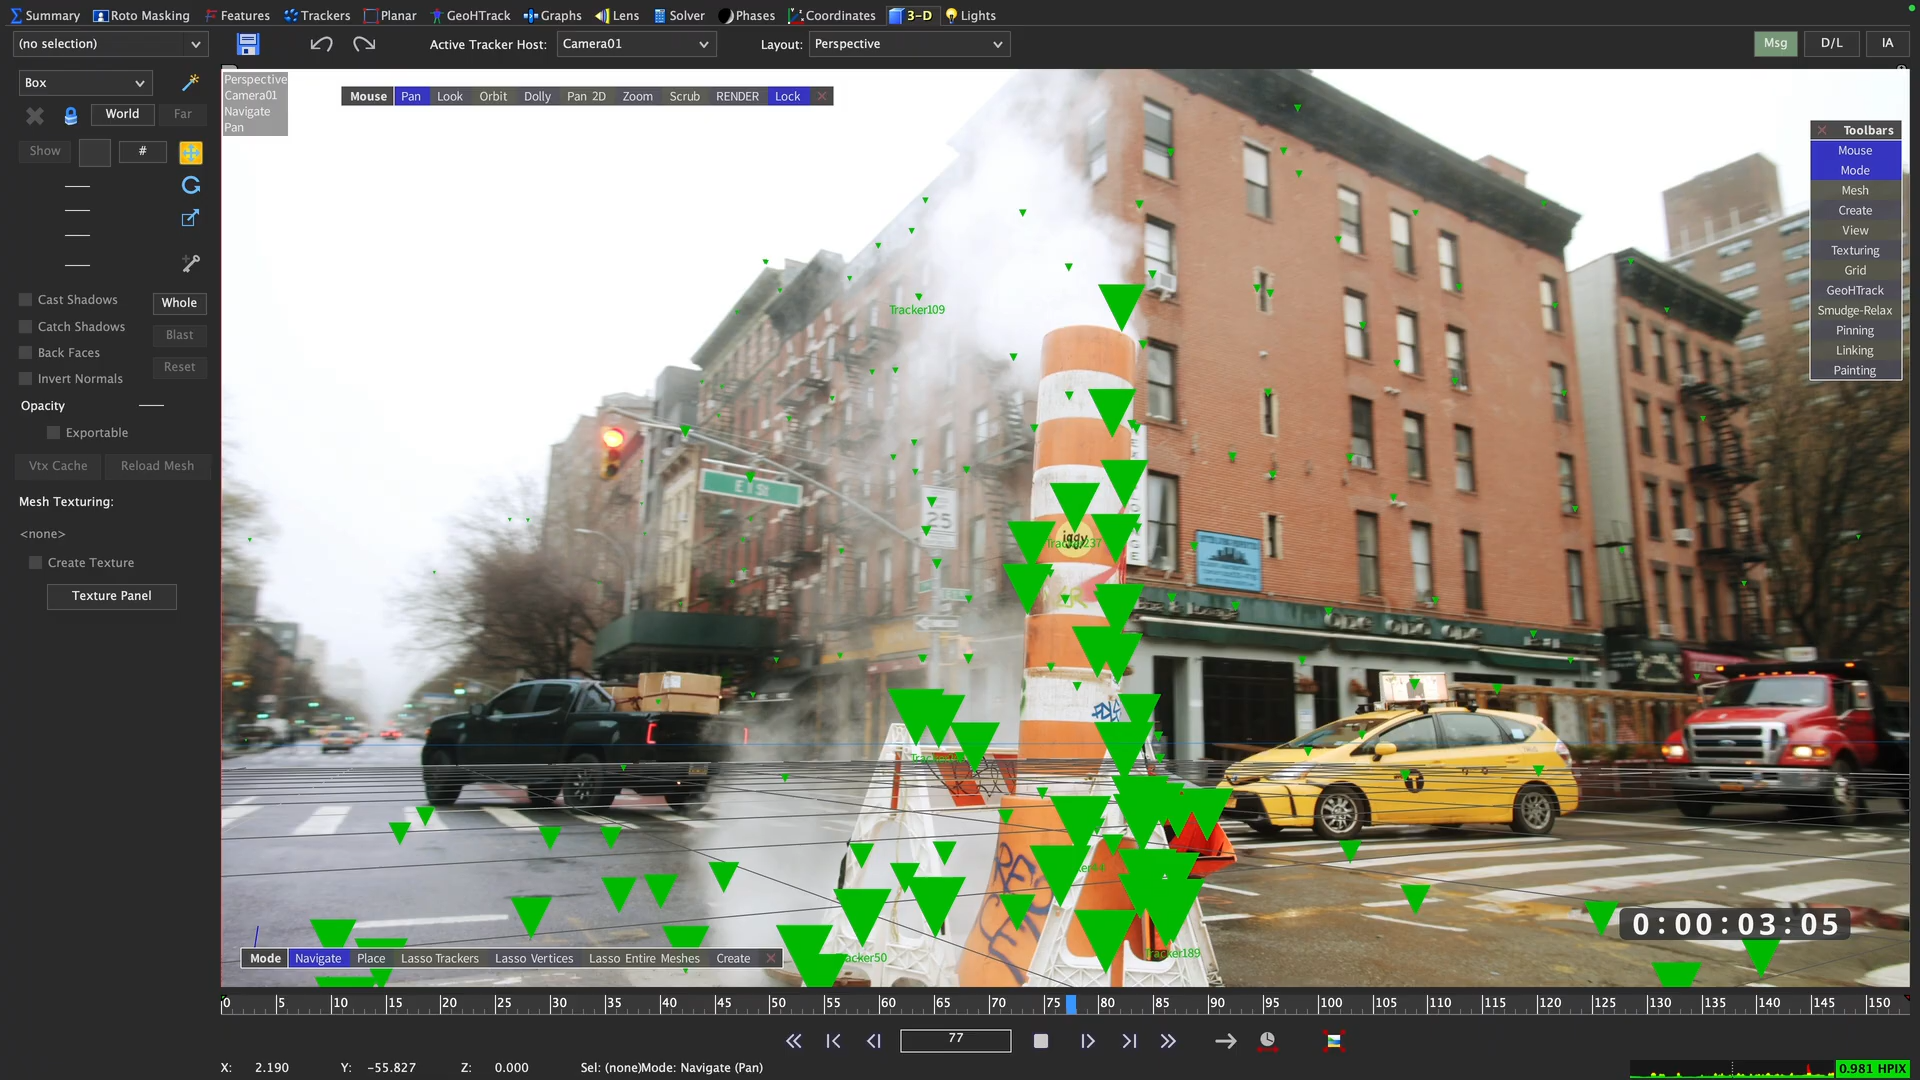 Summary Roto Masking Features Trackers Planar GeoHTrack Graphs Lens Solver Phases Coordinates 3-D Lights
(no selection) Active Tracker Host: Camera01 Layout: Perspective Msg D/L IA
Box
World Far
Show #
Cast Shadows Whole
Catch Shadows Blast
Back Faces Reset
Invert Normals
Opacity
Exportable
Vtx Cache Reload Mesh
Mesh Texturing:
<none>
Create Texture
Texture Panel
Perspective
Camera01
Navigate
Pan
Mouse Pan Look Orbit Dolly Pan 2D Zoom Scrub RENDER Lock
Toolbars
Mouse
Mode
Mesh
Create
View
Texturing
Grid
GeoHTrack
Smudge-Relax
Pinning
Linking
Painting
Tracker109
E 1 St
25
iggy
Tracker237
Tracker189
0:00:03:05
Mode Navigate Place Lasso Trackers Lasso Vertices Lasso Entire Meshes Create
0 5 10 15 20 25 30 35 40 45 50 55 60 65 70 75 80 85 90 95 100 105 110 115 120 125 130 135 140 145 150
77
X: 2.190 Y: -55.827 Z: 0.000 Sel: (none)Mode: Navigate (Pan)
0.981 HPIX